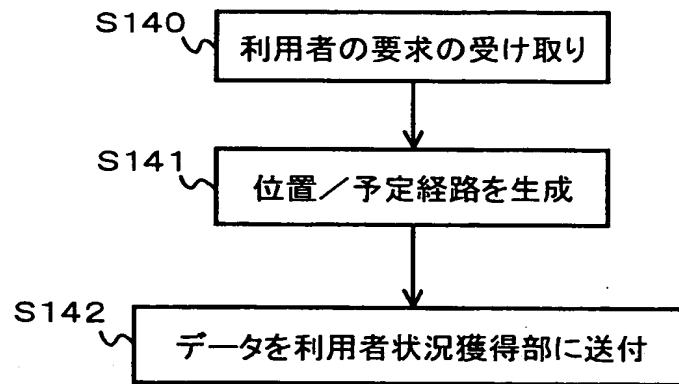 S140
利用者の要求の受け取り
S141
位置／予定経路を生成
S142
データを利用者状況獲得部に送付